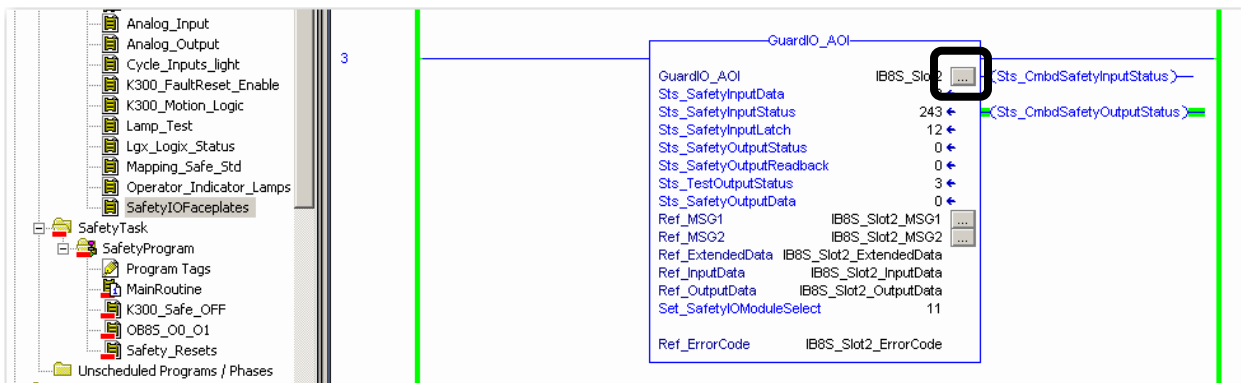 Analog_Input
Analog_Output
Cycle_Inputs_light
K300_FaultReset_Enable
K300_Motion_Logic
Lamp_Test
Lgx_Logix_Status
Mapping_Safe_Std
Operator_Indicator_Lamps
SafetyIOFaceplates
SafetyTask
SafetyProgram
Program Tags
MainRoutine
K300_Safe_OFF
OB8S_O0_O1
Safety_Resets
Unscheduled Programs / Phases
3
GuardIO_AOI
GuardIO_AOI IB8S_Slot2 ...
Sts_SafetyInputData
Sts_SafetyInputStatus 243
Sts_SafetyInputLatch 12
Sts_SafetyOutputStatus 0
Sts_SafetyOutputReadback 0
Sts_TestOutputStatus 3
Sts_SafetyOutputData 0
Ref_MSG1 IB8S_Slot2_MSG1 ...
Ref_MSG2 IB8S_Slot2_MSG2 ...
Ref_ExtendedData IB8S_Slot2_ExtendedData
Ref_InputData IB8S_Slot2_InputData
Ref_OutputData IB8S_Slot2_OutputData
Set_SafetyIOModuleSelect 11
Ref_ErrorCode IB8S_Slot2_ErrorCode
(Sts_CmbdSafetyInputStatus)
(Sts_CmbdSafetyOutputStatus)